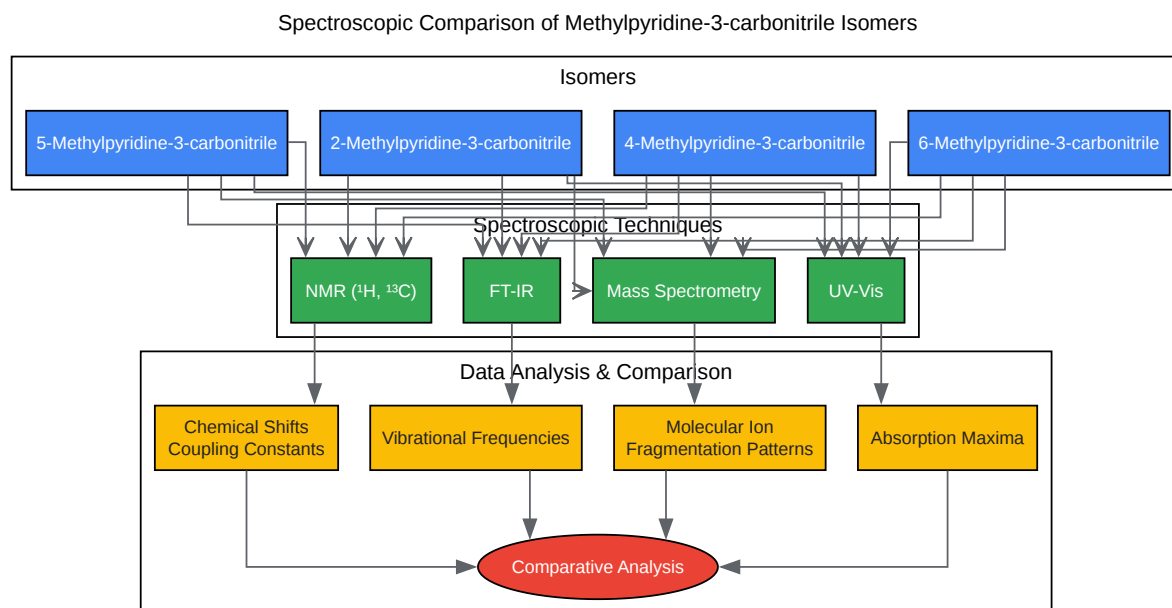 Spectroscopic Comparison of Methylpyridine-3-carbonitrile Isomers
Isomers
5-Methylpyridine-3-carbonitrile
2-Methylpyridine-3-carbonitrile
4-Methylpyridine-3-carbonitrile
6-Methylpyridine-3-carbonitrile
Spectroscopic Techniques
NMR (¹H, ¹³C)
FT-IR
Mass Spectrometry
UV-Vis
Data Analysis & Comparison
Chemical Shifts
Coupling Constants
Vibrational Frequencies
Molecular Ion
Fragmentation Patterns
Absorption Maxima
Comparative Analysis